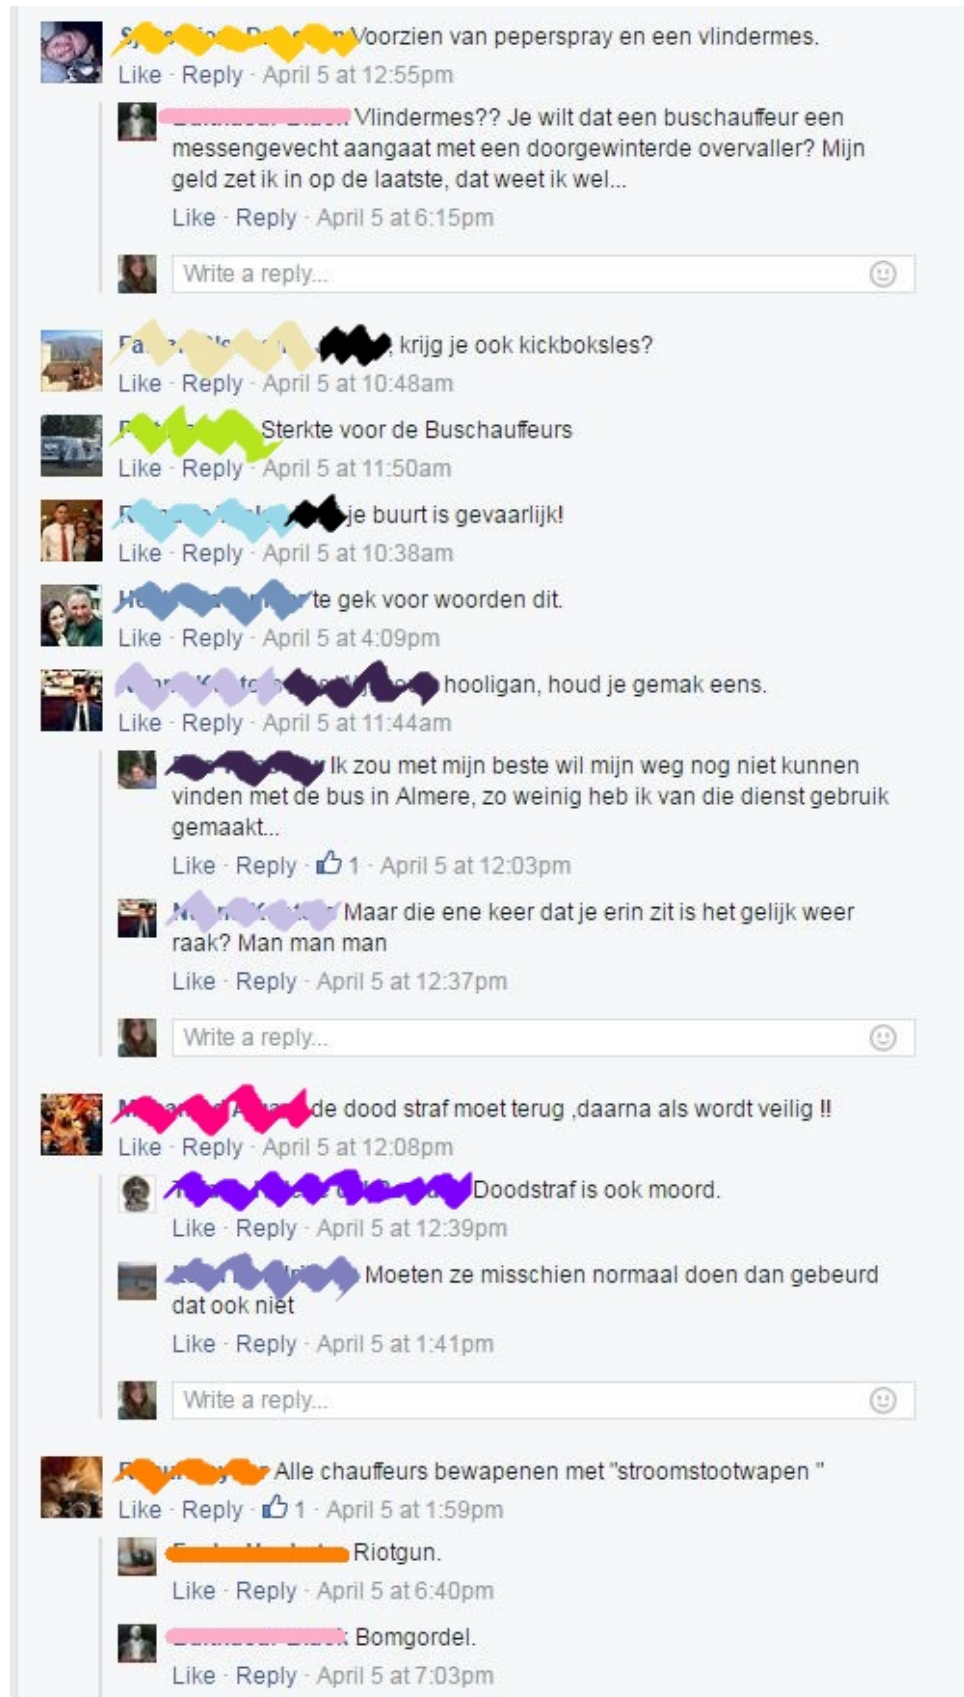 Voorzien van peperspray en een vlindermes.
Like · Reply · April 5 at 12:55pm
Vlindermes?? Je wilt dat een buschauffeur een
messengevecht aangaat met een doorgewinterde overvaller? Mijn
geld zet ik in op de laatste, dat weet ik wel...
Like · Reply · April 5 at 6:15pm
Write a reply...
, krijg je ook kickboksles?
Like · Reply · April 5 at 10:48am
Sterkte voor de Buschauffeurs
Like · Reply · April 5 at 11:50am
je buurt is gevaarlijk!
Like · Reply · April 5 at 10:38am
te gek voor woorden dit.
Like · Reply · April 5 at 4:09pm
hooligan, houd je gemak eens.
Like · Reply · April 5 at 11:44am
Ik zou met mijn beste wil mijn weg nog niet kunnen
vinden met de bus in Almere, zo weinig heb ik van die dienst gebruik
gemaakt...
Like · Reply · 1 · April 5 at 12:03pm
Maar die ene keer dat je erin zit is het gelijk weer
raak? Man man man
Like · Reply · April 5 at 12:37pm
Write a reply...
de dood straf moet terug ,daarna als wordt veilig !!
Like · Reply · April 5 at 12:08pm
Doodstraf is ook moord.
Like · Reply · April 5 at 12:39pm
Moeten ze misschien normaal doen dan gebeurd
dat ook niet
Like · Reply · April 5 at 1:41pm
Write a reply...
Alle chauffeurs bewapenen met "stroomstootwapen "
Like · Reply · 1 · April 5 at 1:59pm
Riotgun.
Like · Reply · April 5 at 6:40pm
Bomgordel.
Like · Reply · April 5 at 7:03pm